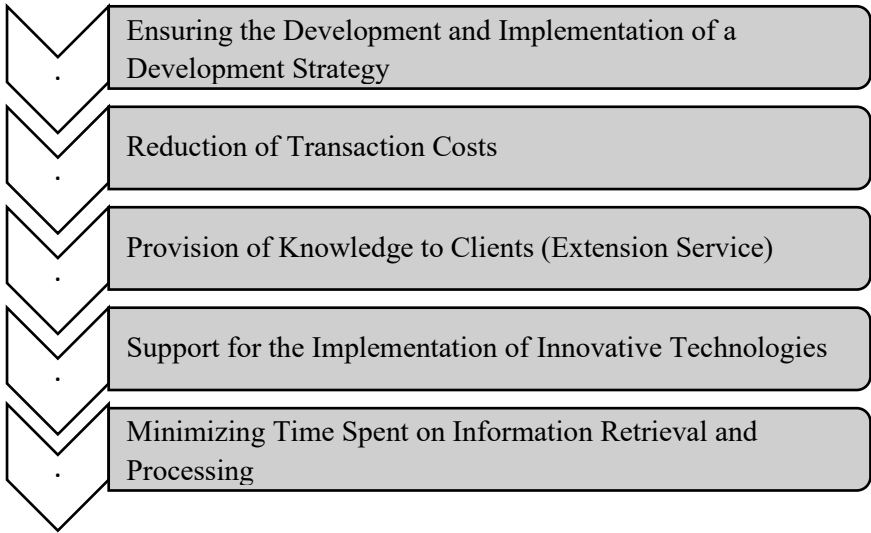 .
Ensuring the Development and Implementation of a
Development Strategy
.
Reduction of Transaction Costs
.
Provision of Knowledge to Clients (Extension Service)
.
Support for the Implementation of Innovative Technologies
.
Minimizing Time Spent on Information Retrieval and
Processing